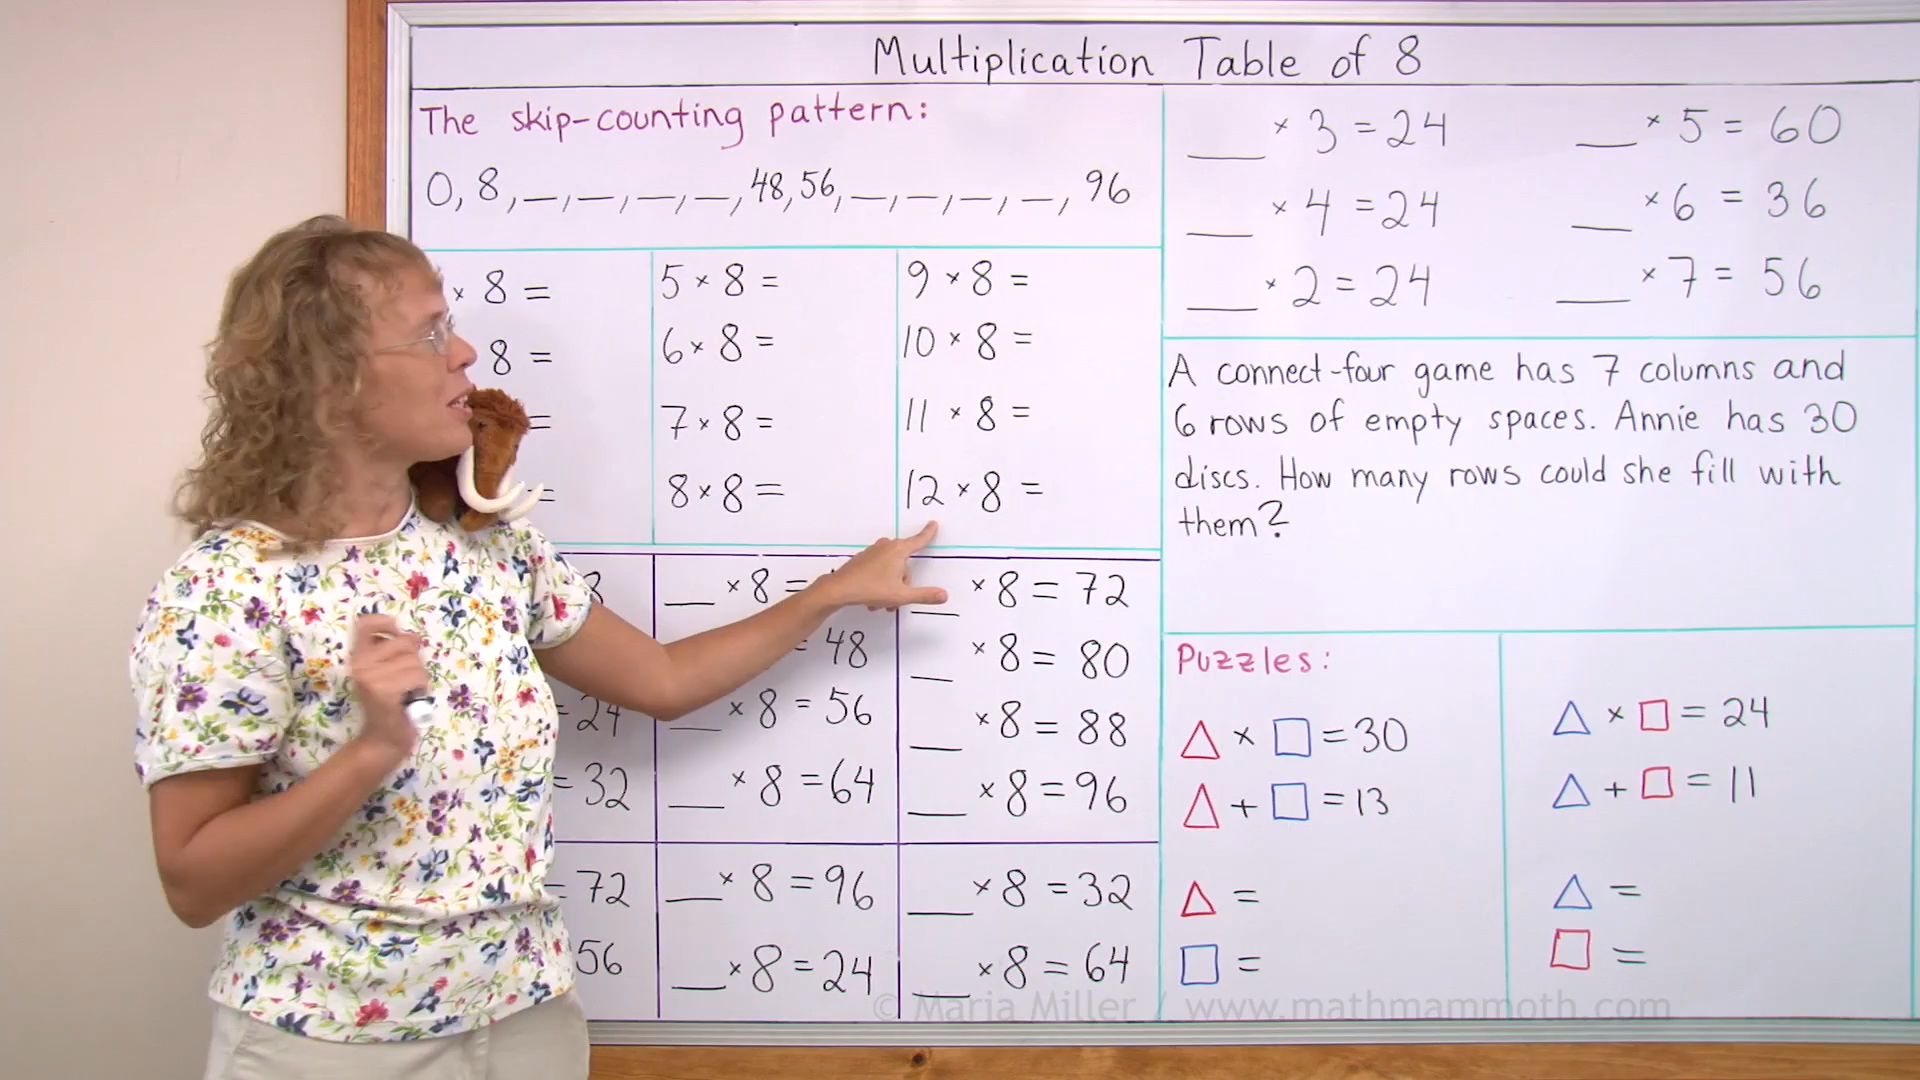 Multiplication Table of 8
The skip-counting pattern:
0, 8, __, __, __, __, 48, 56, __, __, __, __, 96
× 8 =
8 =
=
=
5 × 8 =
6 × 8 =
7 × 8 =
8 × 8 =
9 × 8 =
10 × 8 =
11 × 8 =
12 × 8 =
8
= 24
= 32
__ × 8 =
= 48
__ × 8 = 56
__ × 8 = 64
__ × 8 = 72
__ × 8 = 80
__ × 8 = 88
__ × 8 = 96
= 72
56
__ × 8 = 96
__ × 8 = 24
__ × 8 = 32
__ × 8 = 64
__ × 3 = 24
__ × 4 = 24
__ × 2 = 24
__ × 5 = 60
__ × 6 = 36
__ × 7 = 56
A connect-four game has 7 columns and
6 rows of empty spaces. Annie has 30
discs. How many rows could she fill with
them?
Puzzles:
△ × □ = 30
△ + □ = 13
△ =
□ =
△ × □ = 24
△ + □ = 11
△ =
□ =
© Maria Miller / www.mathmammoth.com